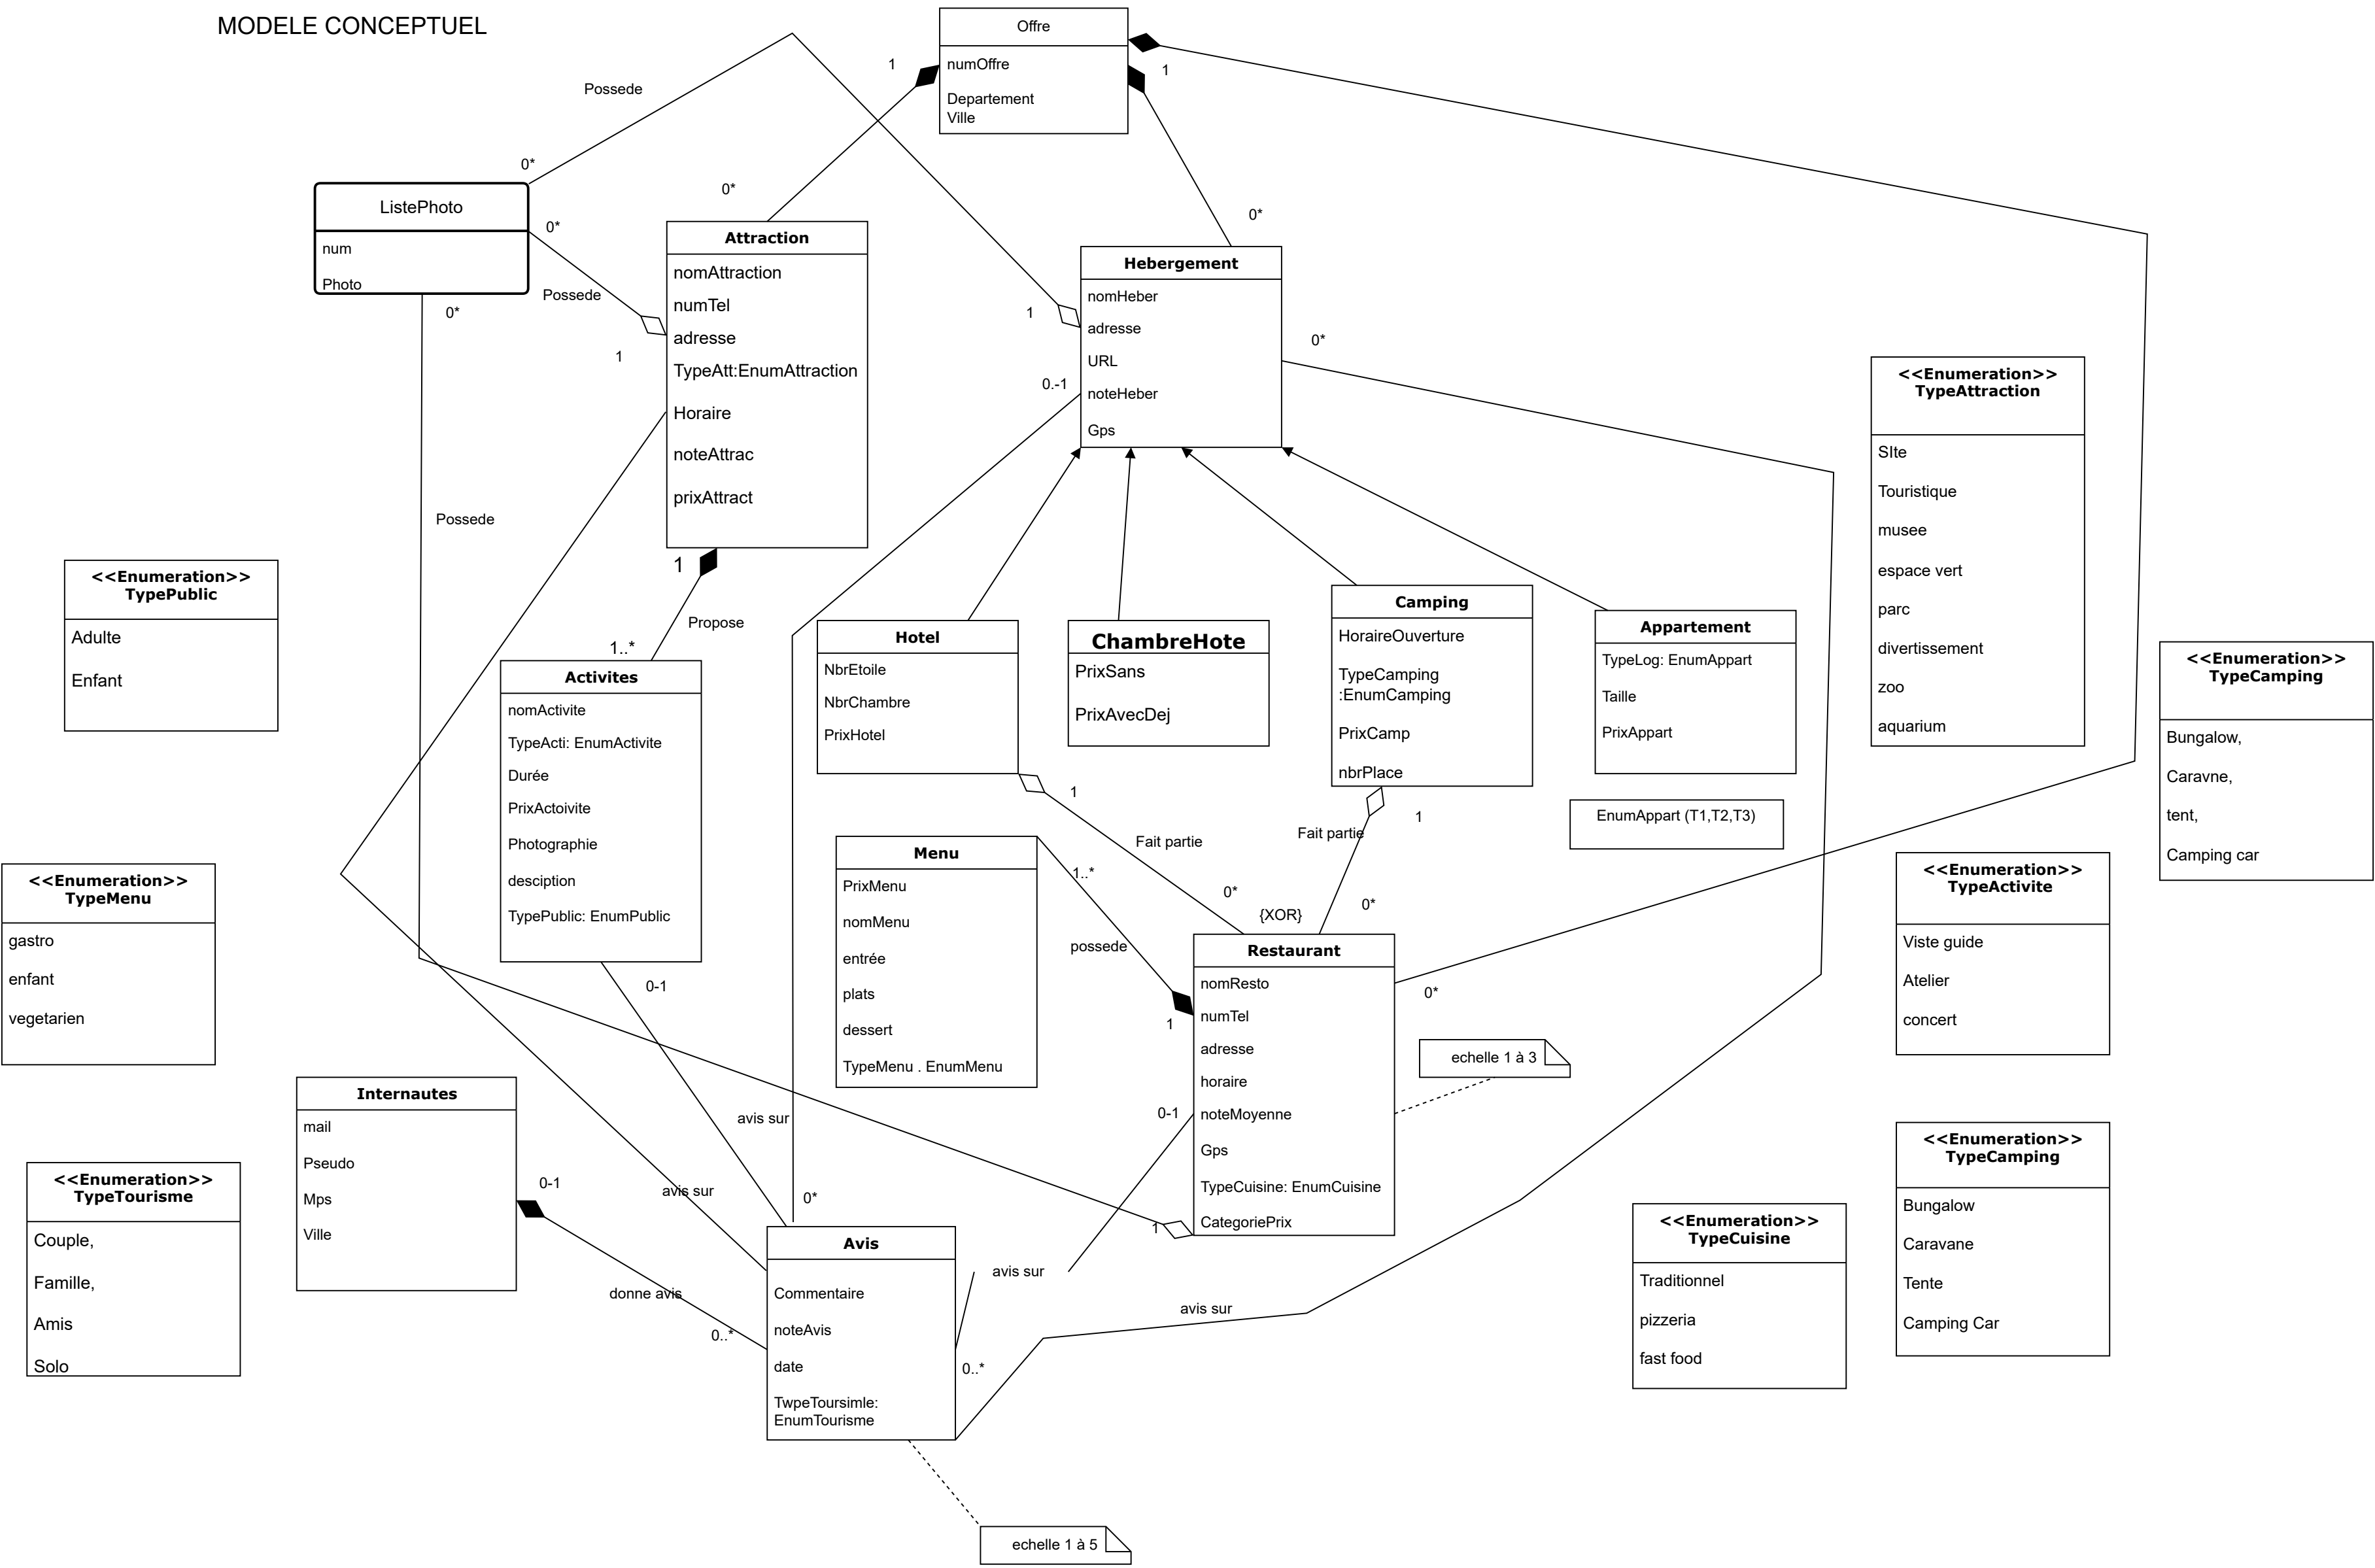 MODELE CONCEPTUEL
Offre
numOffre
Departement
Ville
1
1
Possede
0*
0*
0*
ListePhoto
num
Photo
0*
Possede
1
0*
Attraction
nomAttraction
numTel
adresse
TypeAtt:EnumAttraction
Horaire
noteAttrac
prixAttract
Hebergement
nomHeber
adresse
URL
noteHeber
Gps
1
0.-1
0*
<<Enumeration>>
TypeAttraction
SIte
Touristique
musee
espace vert
parc
divertissement
zoo
aquarium
Possede
<<Enumeration>>
TypePublic
Adulte
Enfant
1
Propose
1..*
Activites
nomActivite
TypeActi: EnumActivite
Durée
PrixActoivite
Photographie
desciption
TypePublic: EnumPublic
Hotel
NbrEtoile
NbrChambre
PrixHotel
ChambreHote
PrixSans
PrixAvecDej
Camping
HoraireOuverture
TypeCamping
:EnumCamping
PrixCamp
nbrPlace
Appartement
TypeLog: EnumAppart
Taille
PrixAppart
<<Enumeration>>
TypeCamping
Bungalow,
Caravne,
tent,
Camping car
1
Fait partie
1
Fait partie
EnumAppart (T1,T2,T3)
<<Enumeration>>
TypeMenu
gastro
enfant
vegetarien
Menu
PrixMenu
nomMenu
entrée
plats
dessert
TypeMenu . EnumMenu
1..*
possede
1
0*
{XOR}
0*
Restaurant
nomResto
numTel
adresse
horaire
noteMoyenne
Gps
TypeCuisine: EnumCuisine
CategoriePrix
0*
echelle 1 à 3
<<Enumeration>>
TypeActivite
Viste guide
Atelier
concert
0-1
Internautes
mail
Pseudo
Mps
Ville
avis sur
0-1
<<Enumeration>>
TypeTourisme
Couple,
Famille,
Amis
Solo
0-1
avis sur
0*
1
<<Enumeration>>
TypeCamping
Bungalow
Caravane
Tente
Camping Car
<<Enumeration>>
TypeCuisine
Traditionnel
pizzeria
fast food
donne avis
0..*
Avis
Commentaire
noteAvis
date
TwpeToursimle:
EnumTourisme
avis sur
0..*
avis sur
echelle 1 à 5